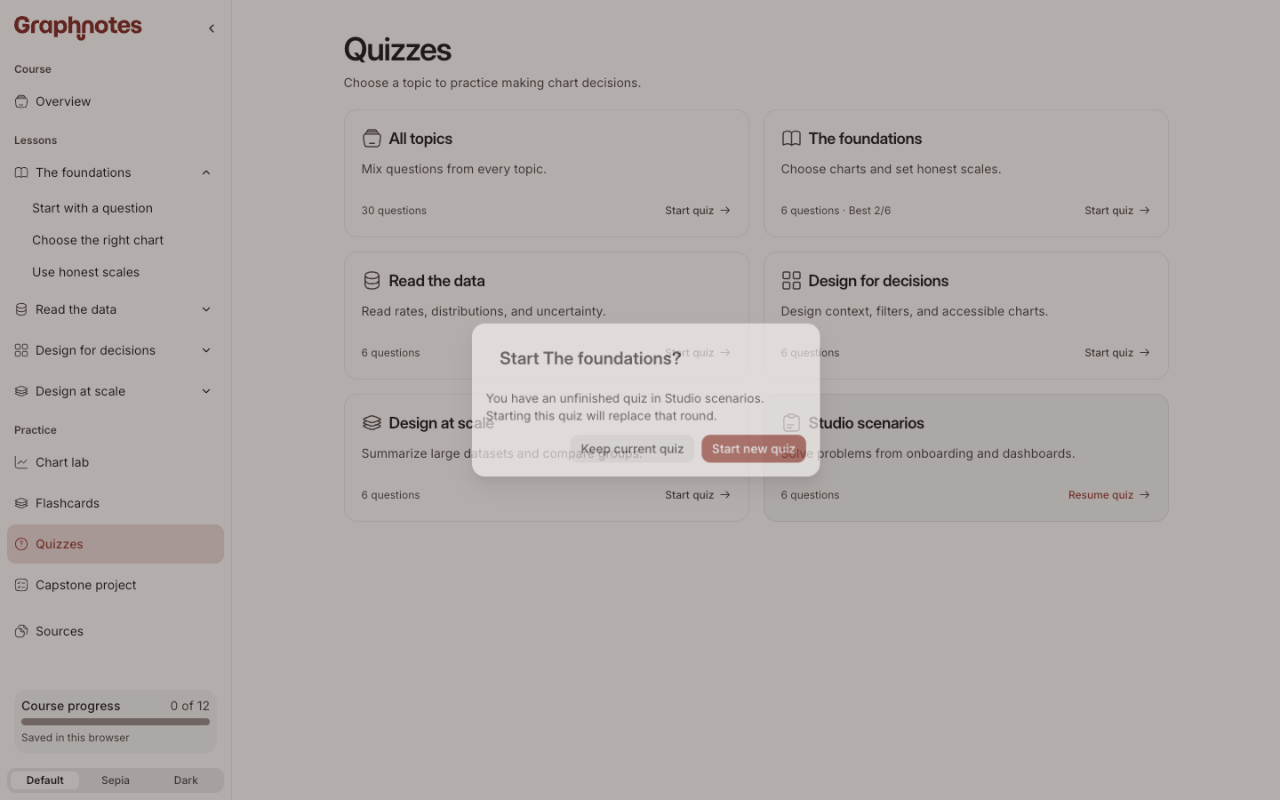 Graphnotes
Course
Overview
Lessons
The foundations
Start with a question
Choose the right chart
Use honest scales
Read the data
Design for decisions
Design at scale
Practice
Chart lab
Flashcards
Quizzes
Capstone project
Sources
Course progress 0 of 12
Saved in this browser
Default Sepia Dark
Quizzes
Choose a topic to practice making chart decisions.
All topics
Mix questions from every topic.
30 questions Start quiz →
The foundations
Choose charts and set honest scales.
6 questions · Best 2/6 Start quiz →
Read the data
Read rates, distributions, and uncertainty.
6 questions Start quiz →
Design for decisions
Design context, filters, and accessible charts.
6 questions Start quiz →
Design at scale
Summarize large datasets and compare groups.
6 questions Start quiz →
Studio scenarios
Solve problems from onboarding and dashboards.
6 questions Resume quiz →
Start The foundations?
You have an unfinished quiz in Studio scenarios.
Starting this quiz will replace that round.
Keep current quiz Start new quiz